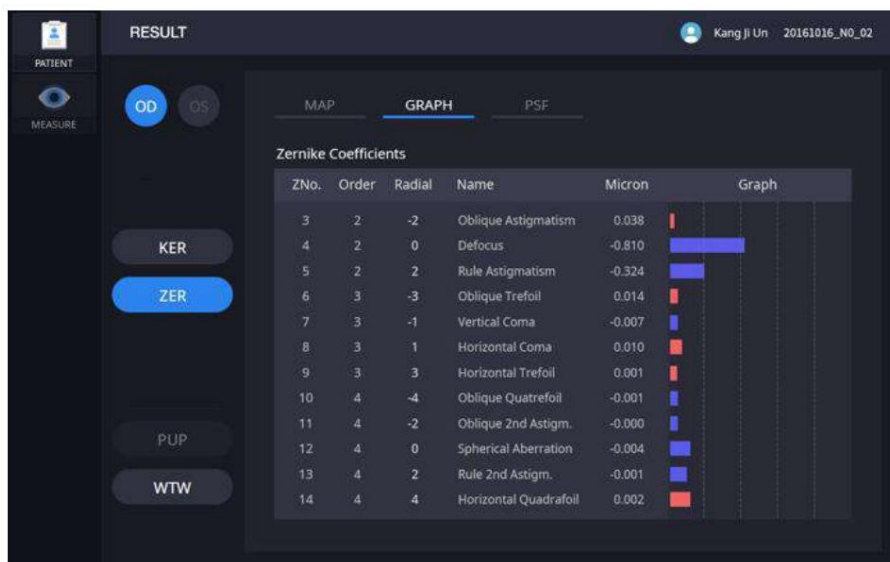 RESULT
Kang Ji Un 20161016_N0_02
PATIENT
MEASURE
OD OS
KER
ZER
PUP
WTW
MAP GRAPH PSF
Zernike Coefficients
ZNo. Order Radial Name Micron Graph
3 2 -2 Oblique Astigmatism 0.038
4 2 0 Defocus -0.810
5 2 2 Rule Astigmatism -0.324
6 3 -3 Oblique Trefoil 0.014
7 3 -1 Vertical Coma -0.007
8 3 1 Horizontal Coma 0.010
9 3 3 Horizontal Trefoil 0.001
10 4 -4 Oblique Quatrefoil -0.001
11 4 -2 Oblique 2nd Astigm. -0.000
12 4 0 Spherical Aberration -0.004
13 4 2 Rule 2nd Astigm. -0.001
14 4 4 Horizontal Quadrafoil 0.002